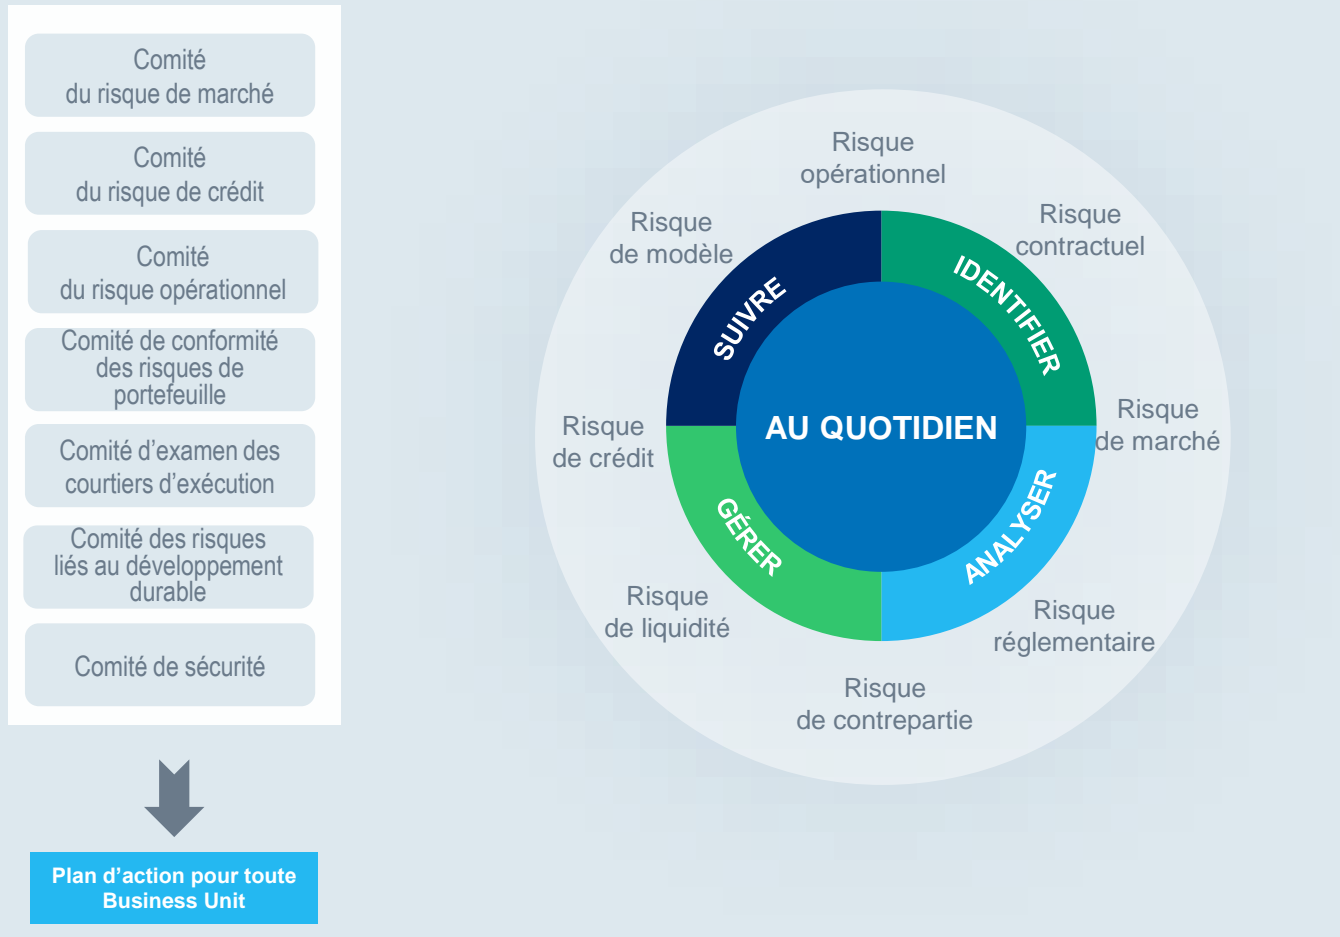 Comité
du risque de marché
Comité
du risque de crédit
Comité
du risque opérationnel
Comité de conformité
des risques de
portefeuille
Comité d'examen des
courtiers d'exécution
Comité des risques
liés au développement
durable
Comité de sécurité
Plan d'action pour toute
Business Unit
Risque
opérationnel
Risque
contractuel
Risque
de marché
Risque
réglementaire
Risque
de contrepartie
Risque
de liquidité
Risque
de crédit
Risque
de modèle
IDENTIFIER
ANALYSER
GÉRER
SUIVRE
AU QUOTIDIEN